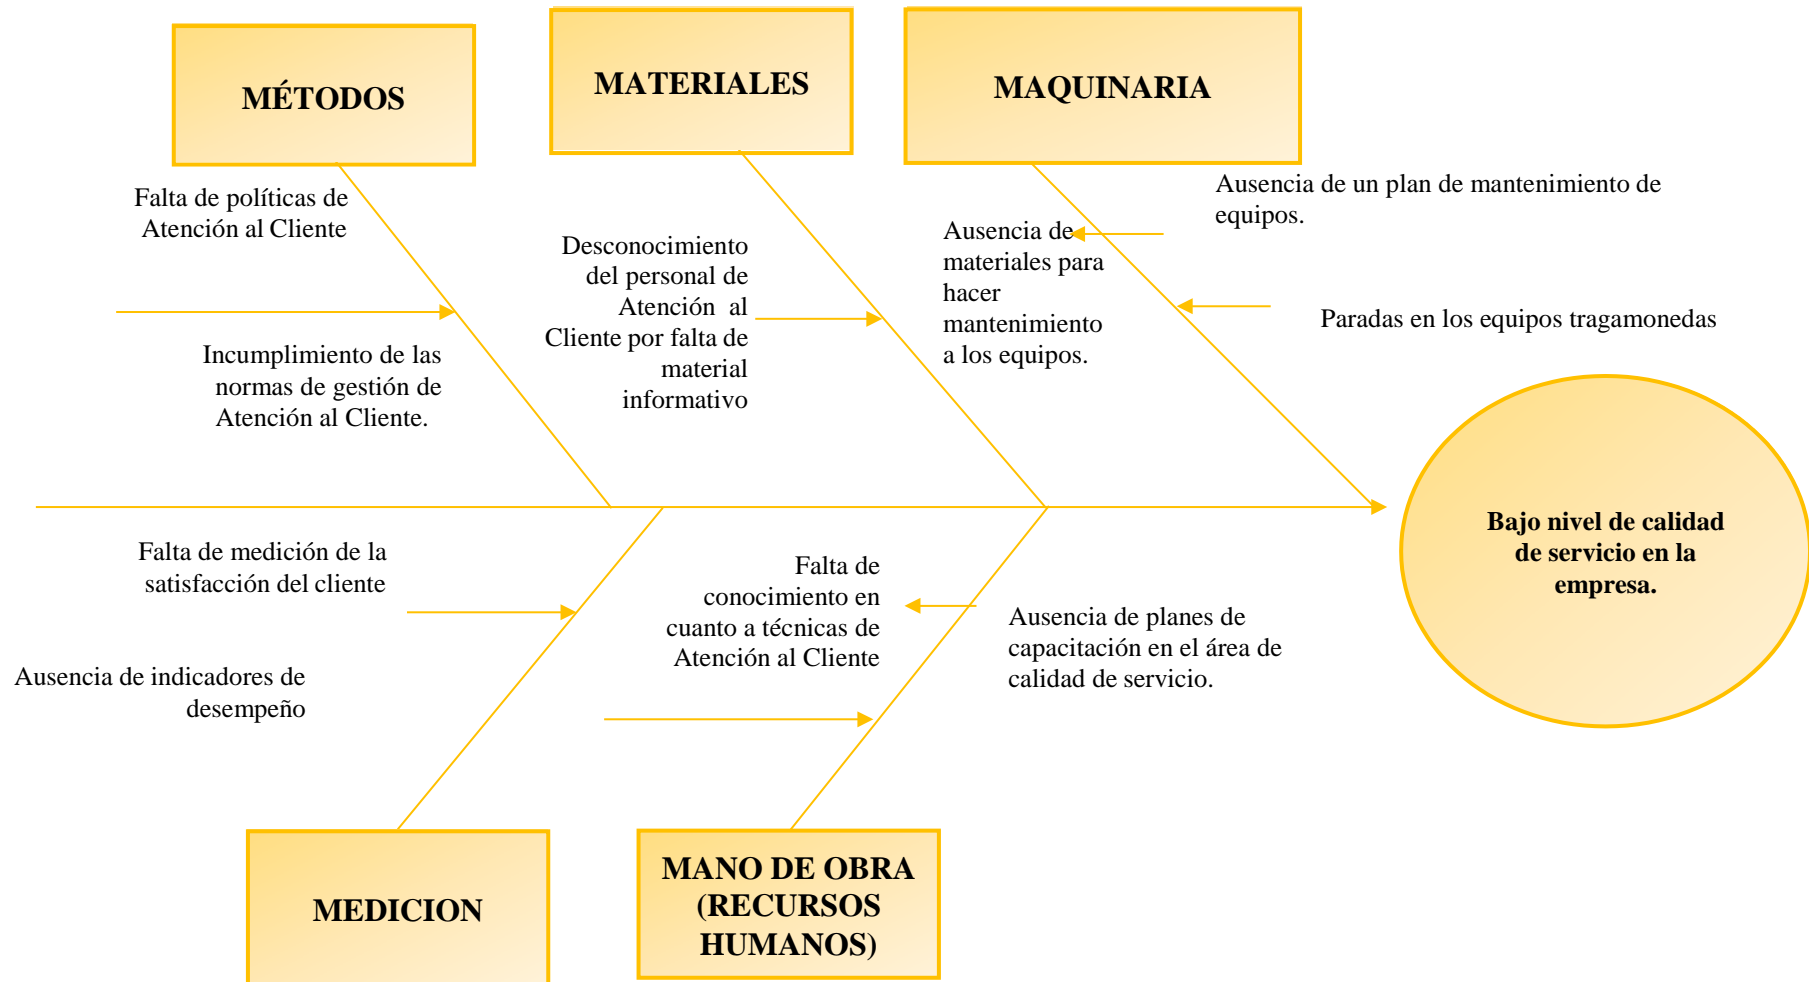 MÉTODOS
MATERIALES
MAQUINARIA
Falta de políticas de
Atención al Cliente
Incumplimiento de las
normas de gestión de
Atención al Cliente.
Desconocimiento
del personal de
Atención al
Cliente por falta de
material
informativo
Ausencia de
materiales para
hacer
mantenimiento
a los equipos.
Ausencia de un plan de mantenimiento de
equipos.
Paradas en los equipos tragamonedas
Bajo nivel de calidad
de servicio en la
empresa.
Falta de medición de la
satisfacción del cliente
Ausencia de indicadores de
desempeño
Falta de
conocimiento en
cuanto a técnicas de
Atención al Cliente
Ausencia de planes de
capacitación en el área de
calidad de servicio.
MEDICION
MANO DE OBRA
(RECURSOS
HUMANOS)